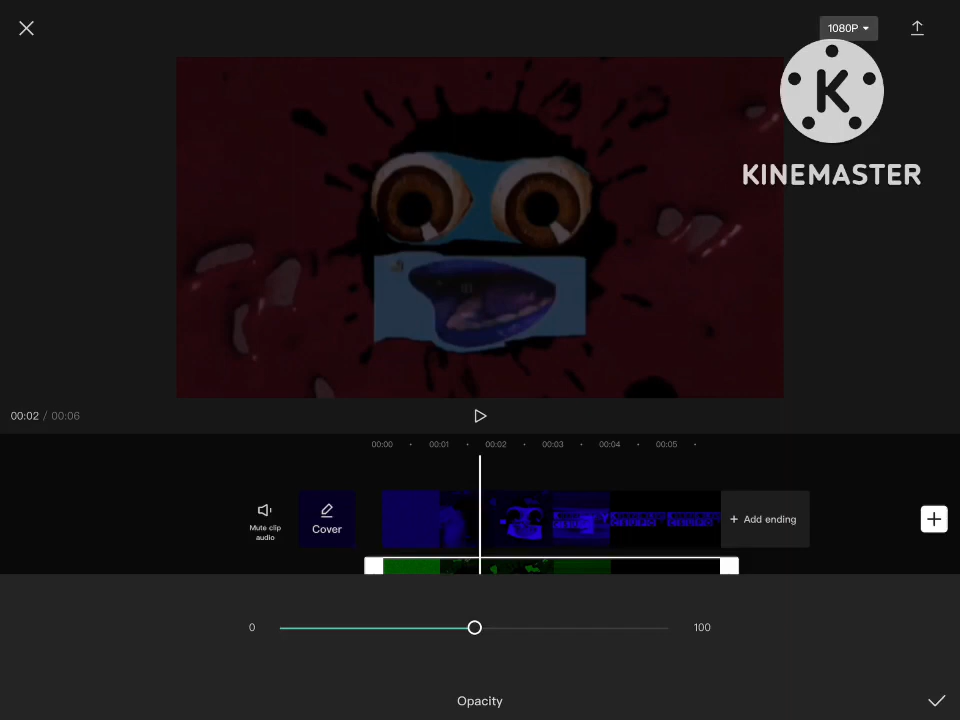 1080P
K
KINEMASTER
00:02 / 00:06
00:00 00:01 00:02 00:03 00:04 00:05
Mute clip
audio
Cover
+ Add ending
0
100
Opacity